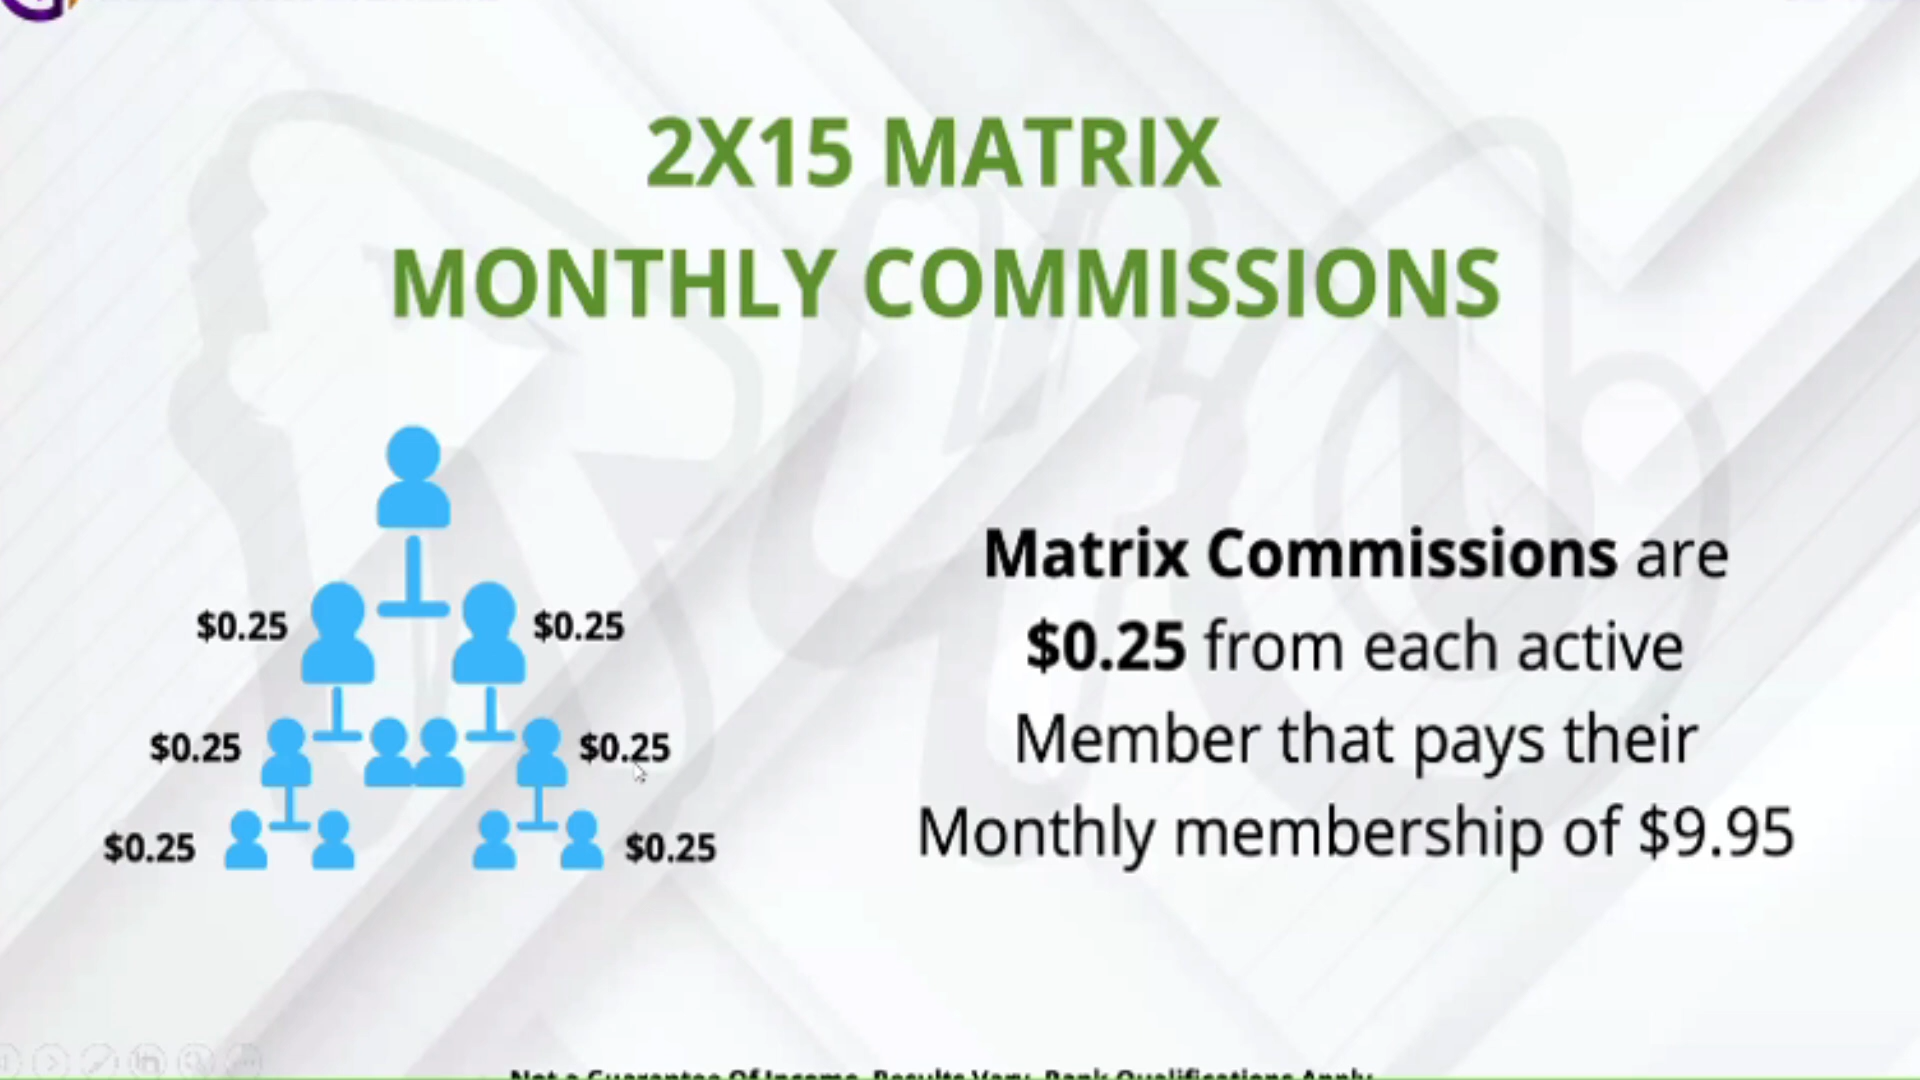 2X15 MATRIX
MONTHLY COMMISSIONS
Matrix Commissions are
$0.25 from each active
Member that pays their
Monthly membership of $9.95
$0.25 $0.25
$0.25 $0.25
$0.25 $0.25
Not a Guarantee Of Income. Results Vary. Rank Qualifications Apply.